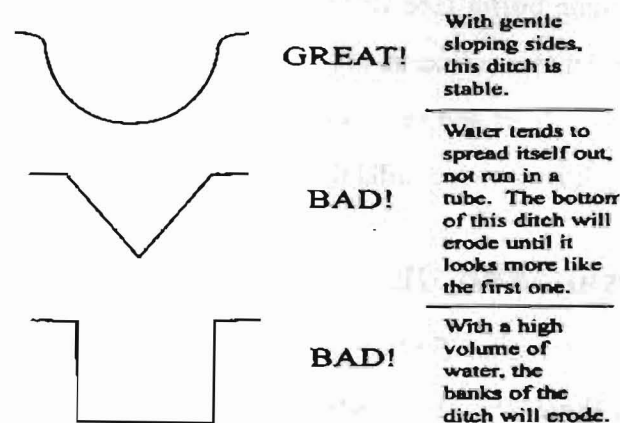 With gentle
sloping sides,
GREAT!
this ditch is
stable.
Water tends to
spread itself out,
not run in a
BAD!
tube. The bottom
of this ditch will
erode until it
looks more like
the first one.
With a high
BAD!
volume of
water, the
banks of the
ditch will erode.